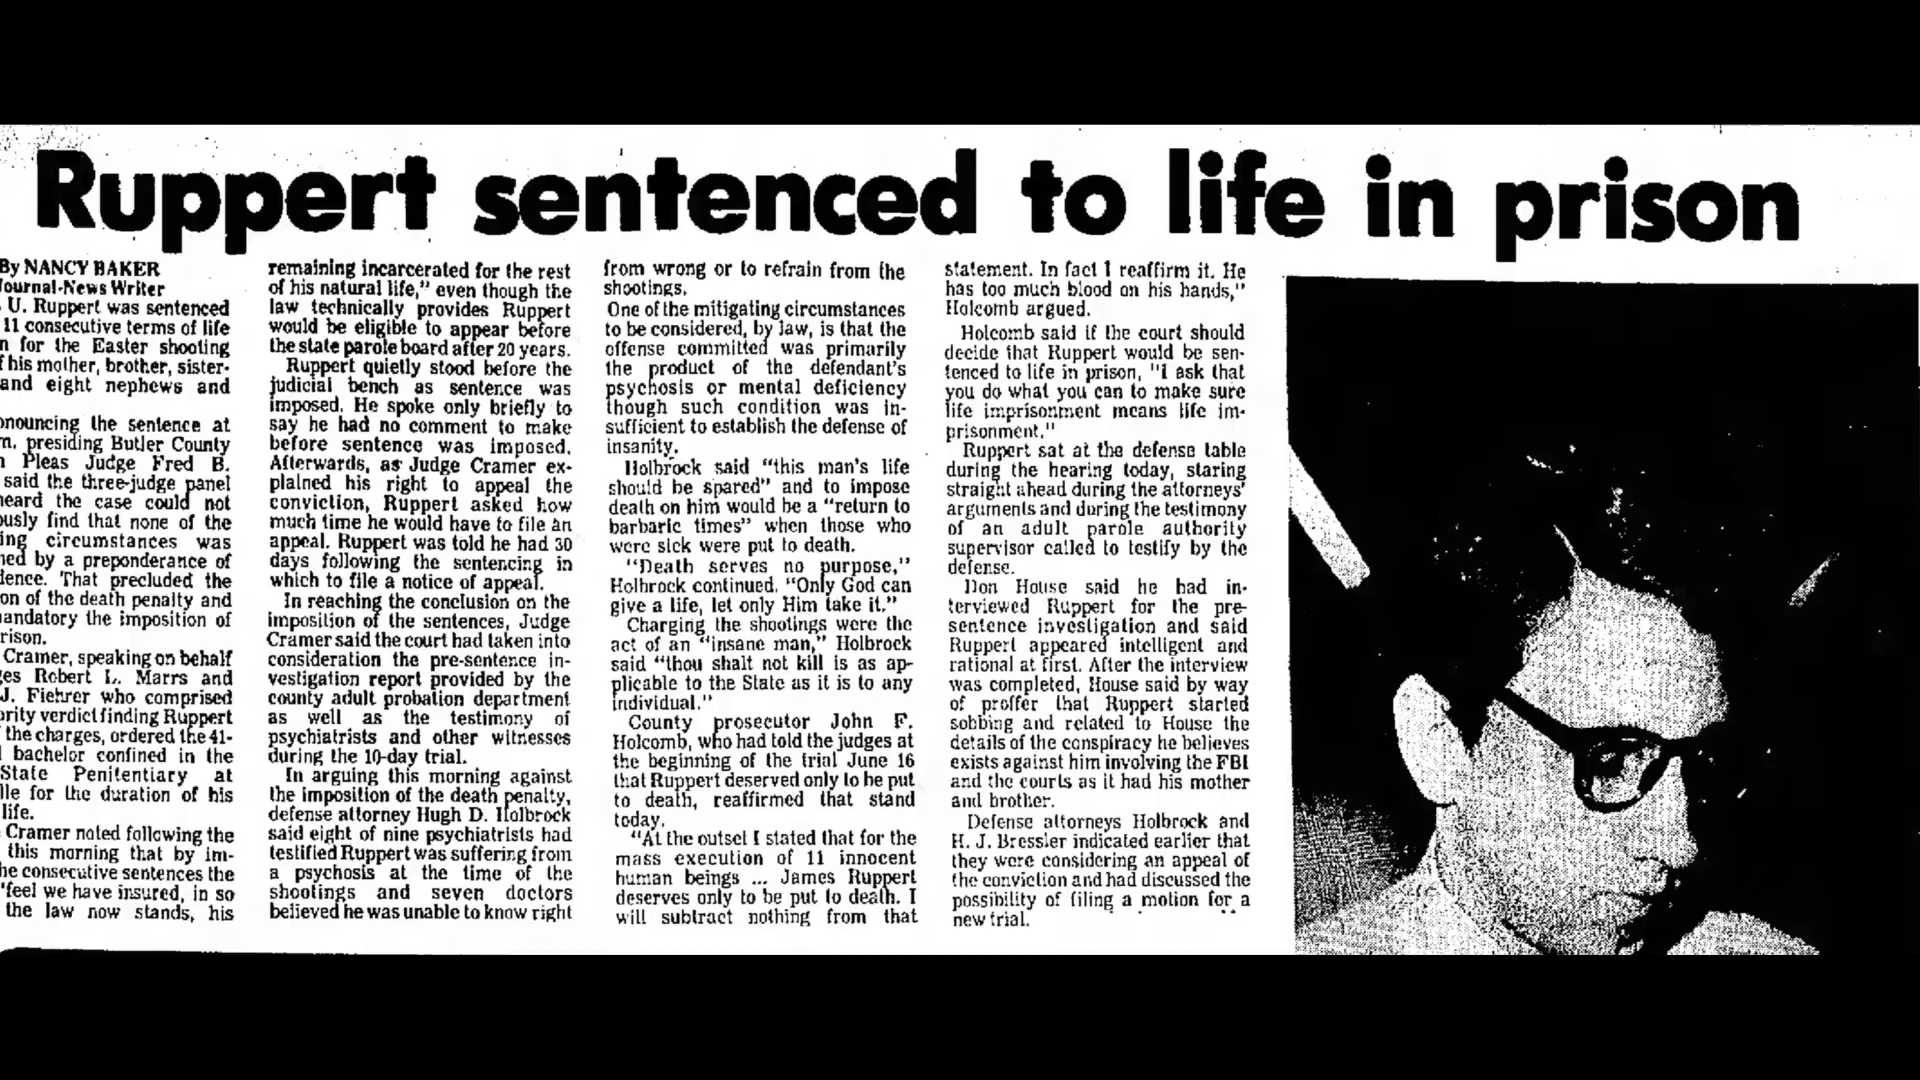 Ruppert sentenced to life in prison
By NANCY BAKER
Journal-News Writer
U. Ruppert was sentenced
11 consecutive terms of life
n for the Easter shooting
f his mother, brother, sister-
and eight nephews and
onouncing the sentence at
m. presiding Butler County
n Pleas Judge Fred B.
said the three-judge panel
heard the case could not
ously find that none of the
ing circumstances was
ned by a preponderance of
dence. That precluded the
on of the death penalty and
andatory the imposition of
rison.
Cramer, speaking on behalf
es Robert L. Marrs and
J. Fiehrer who comprised
ority verdict finding Ruppert
the charges, ordered the 41-
bachelor confined in the
State Penitentiary at
lle for the duration of his
life.
Cramer noted following the
this morning that by im-
he consecutive sentences the
"feel we have insured, in so
the law now stands, his
remaining incarcerated for the rest
of his natural life," even though the
law technically provides Ruppert
would be eligible to appear before
the state parole board after 20 years.
Ruppert quietly stood before the
judicial bench as sentence was
imposed. He spoke only briefly to
say he had no comment to make
before sentence was imposed.
Afterwards, as Judge Cramer ex-
plained his right to appeal the
conviction, Ruppert asked how
much time he would have to file an
appeal. Ruppert was told he had 30
days following the sentencing in
which to file a notice of appeal.
In reaching the conclusion on the
imposition of the sentences, Judge
Cramer said the court had taken into
consideration the pre-sentence in-
vestigation report provided by the
county adult probation department
as well as the testimony of
psychiatrists and other witnesses
during the 10-day trial.
In arguing this morning against
the imposition of the death penalty,
defense attorney Hugh D. Holbrock
said eight of nine psychiatrists had
testified Ruppert was suffering from
a psychosis at the time of the
shootings and seven doctors
believed he was unable to know right
from wrong or to refrain from the
shootings.
One of the mitigating circumstances
to be considered, by law, is that the
offense committed was primarily
the product of the defendant's
psychosis or mental deficiency
though such condition was in-
sufficient to establish the defense of
insanity.
Holbrock said "this man's life
should be spared" and to impose
death on him would be a "return to
barbaric times" when those who
were sick were put to death.
"Death serves no purpose,"
Holbrock continued. "Only God can
give a life, let only Him take it."
Charging the shootings were the
act of an "insane man," Holbrock
said "thou shalt not kill is as ap-
plicable to the State as it is to any
individual."
County prosecutor John F.
Holcomb, who had told the judges at
the beginning of the trial June 16
that Ruppert deserved only to be put
to death, reaffirmed that stand
today.
"At the outset I stated that for the
mass execution of 11 innocent
human beings ... James Ruppert
deserves only to be put to death. I
will subtract nothing from that
statement. In fact I reaffirm it. He
has too much blood on his hands,"
Holcomb argued.
Holcomb said if the court should
decide that Ruppert would be sen-
tenced to life in prison, "I ask that
you do what you can to make sure
life imprisonment means life im-
prisonment."
Ruppert sat at the defense table
during the hearing today, staring
straight ahead during the attorneys'
arguments and during the testimony
of an adult parole authority
supervisor called to testify by the
defense.
Don House said he had in-
terviewed Ruppert for the pre-
sentence investigation and said
Ruppert appeared intelligent and
rational at first. After the interview
was completed, House said by way
of proffer that Ruppert started
sobbing and related to House the
details of the conspiracy he believes
exists against him involving the FBI
and the courts as it had his mother
and brother.
Defense attorneys Holbrock and
H. J. Bressler indicated earlier that
they were considering an appeal of
the conviction and had discussed the
possibility of filing a motion for a
new trial.